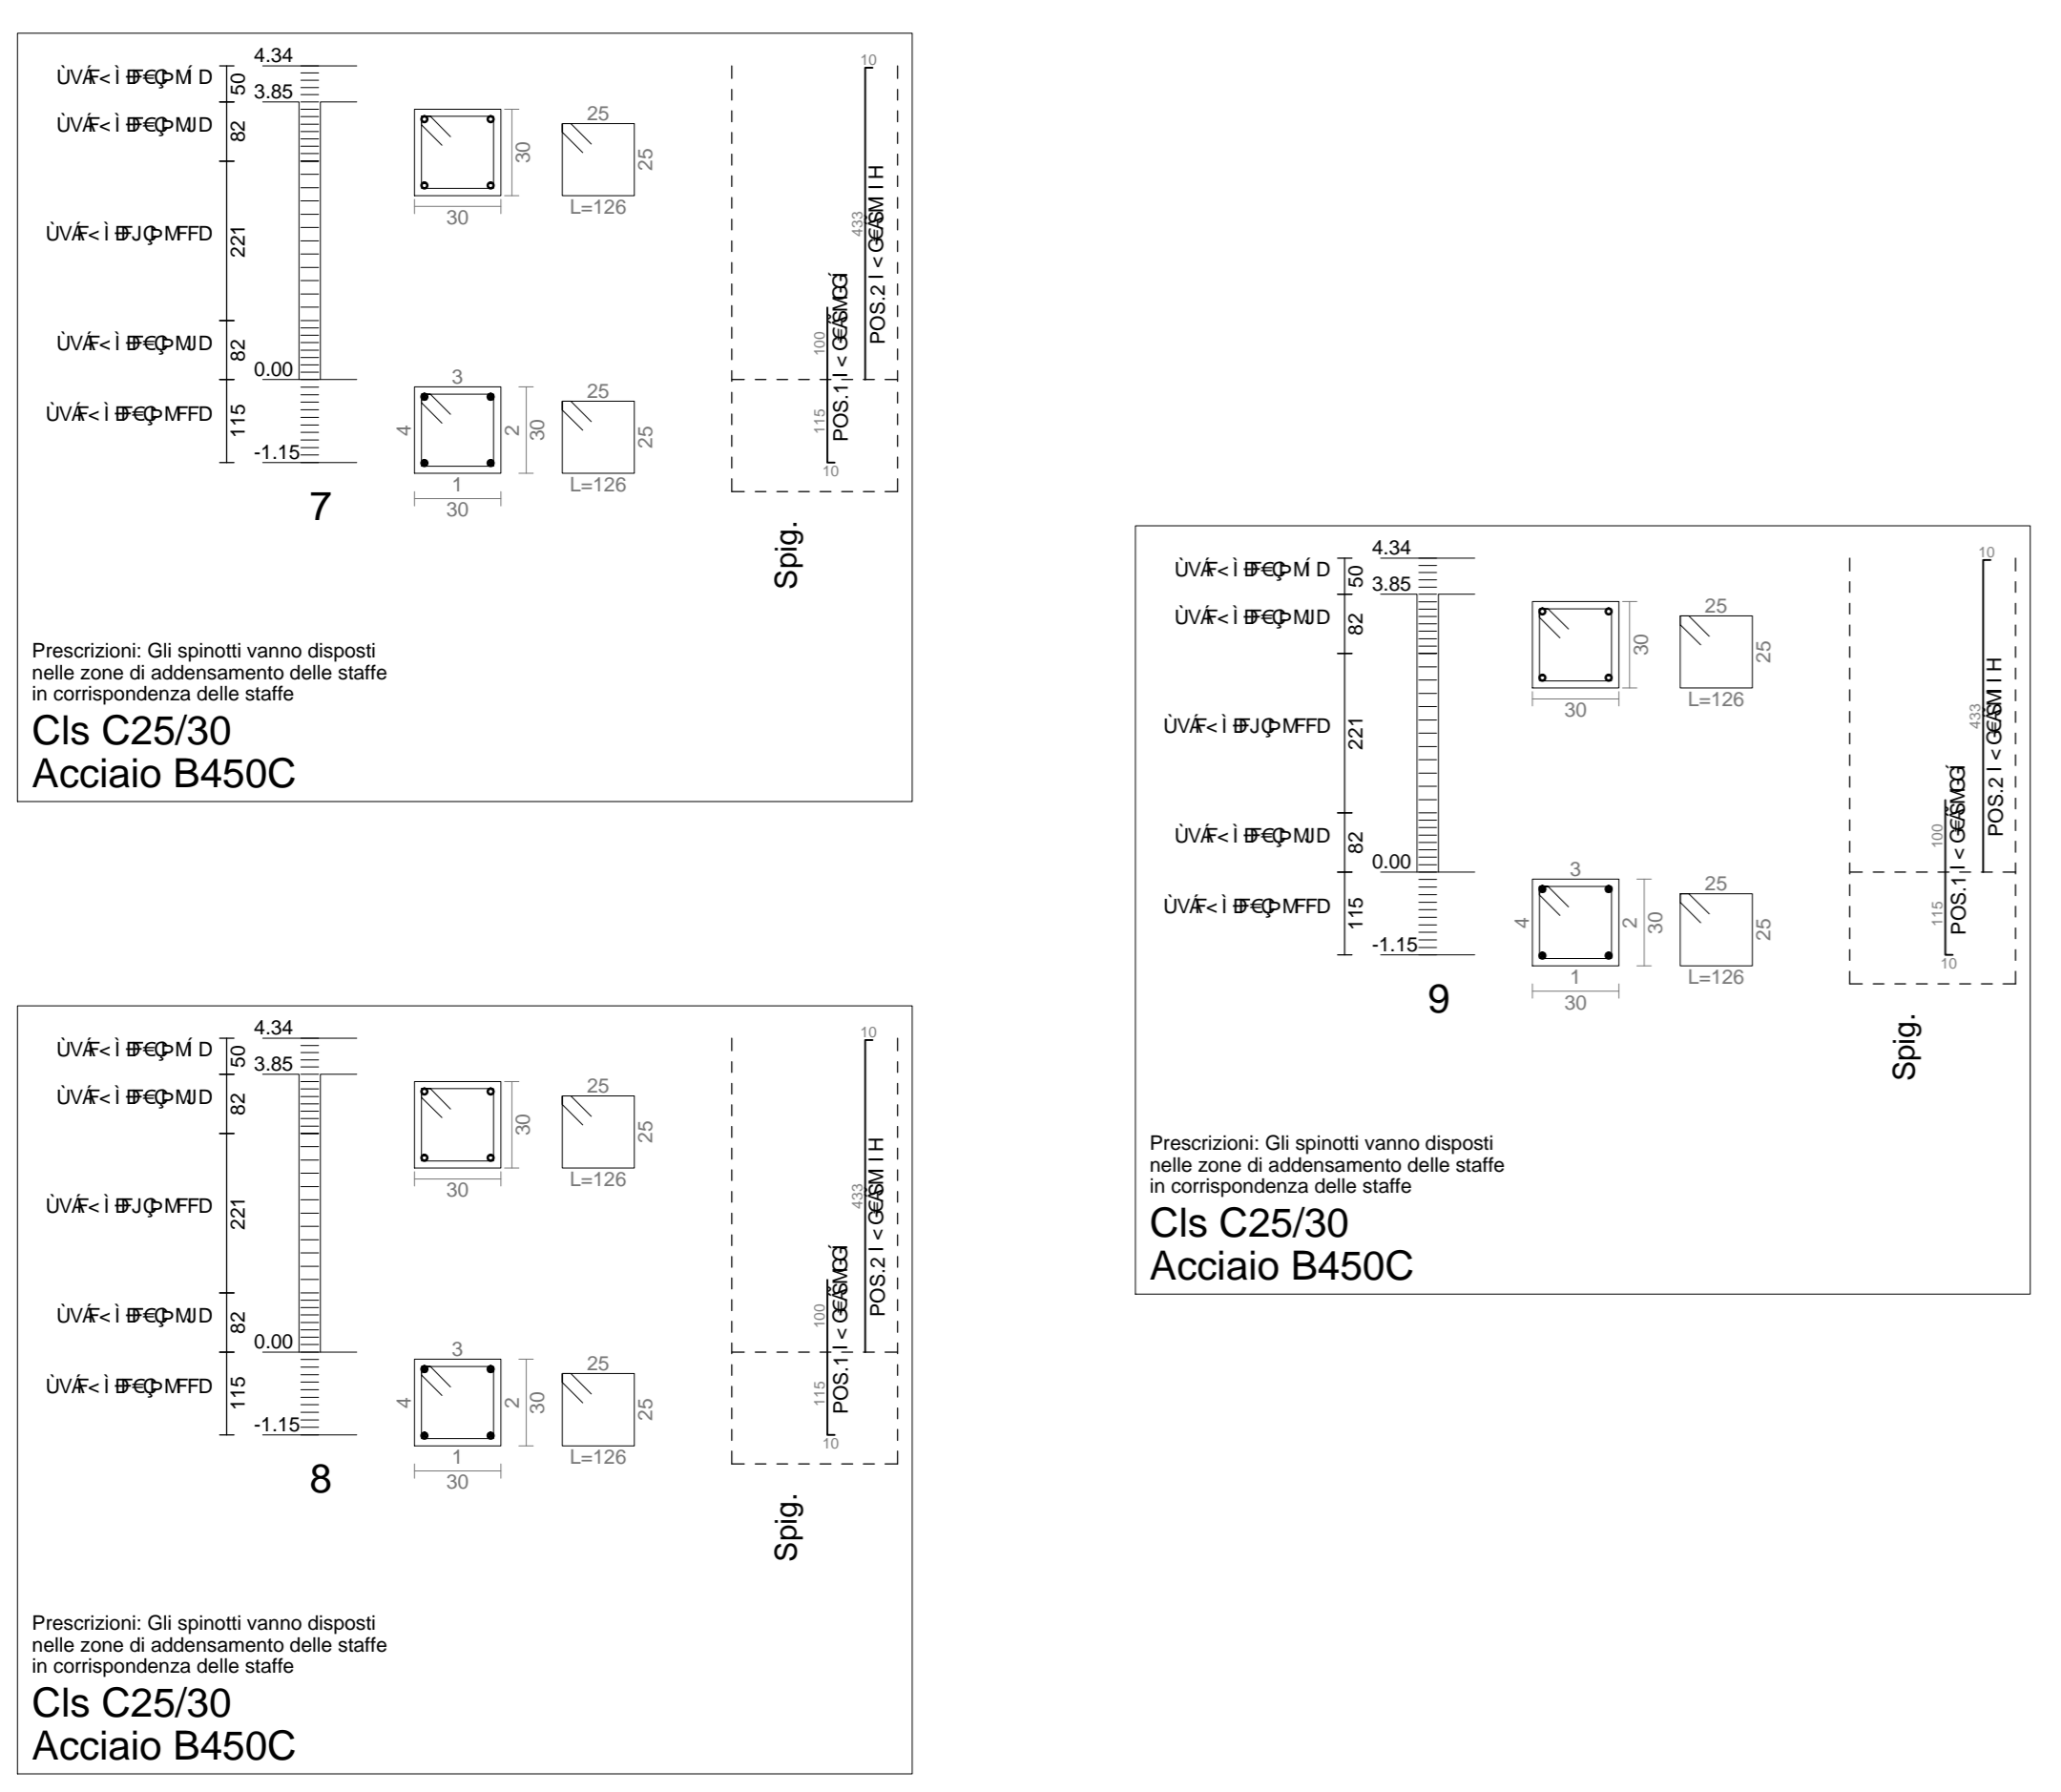 4.34
50
3.85
82
221
82
0.00
115
-1.15
7
30
30
25
25
L=126
3
4
2
30
1
30
25
25
L=126
10
433
POS.2
100
POS.1
115
10
Spig.
Prescrizioni: Gli spinotti vanno disposti
nelle zone di addensamento delle staffe
in corrispondenza delle staffe
Cls C25/30
Acciaio B450C
4.34
50
3.85
82
221
82
0.00
115
-1.15
8
30
30
25
25
L=126
3
4
2
30
1
30
25
25
L=126
10
433
POS.2
100
POS.1
115
10
Spig.
Prescrizioni: Gli spinotti vanno disposti
nelle zone di addensamento delle staffe
in corrispondenza delle staffe
Cls C25/30
Acciaio B450C
4.34
50
3.85
82
221
82
0.00
115
-1.15
9
30
30
25
25
L=126
3
4
2
30
1
30
25
25
L=126
10
433
POS.2
100
POS.1
115
10
Spig.
Prescrizioni: Gli spinotti vanno disposti
nelle zone di addensamento delle staffe
in corrispondenza delle staffe
Cls C25/30
Acciaio B450C